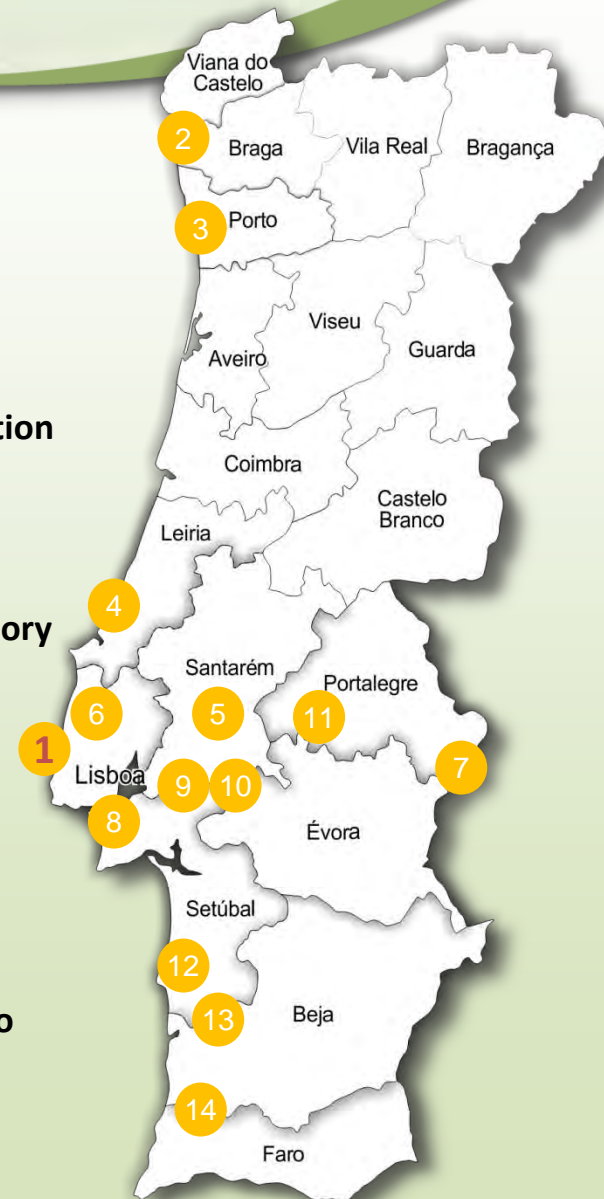 Viana do
Castelo
2
Braga
Vila Real
Bragança
3
Porto
Viseu
Guarda
Aveiro
tion
Coimbra
Castelo
Branco
Leiria
4
ory
Santarém
Portalegre
6
5
11
1
Lisboa
7
9
10
8
Évora
Setúbal
12
Beja
13
o
14
Faro